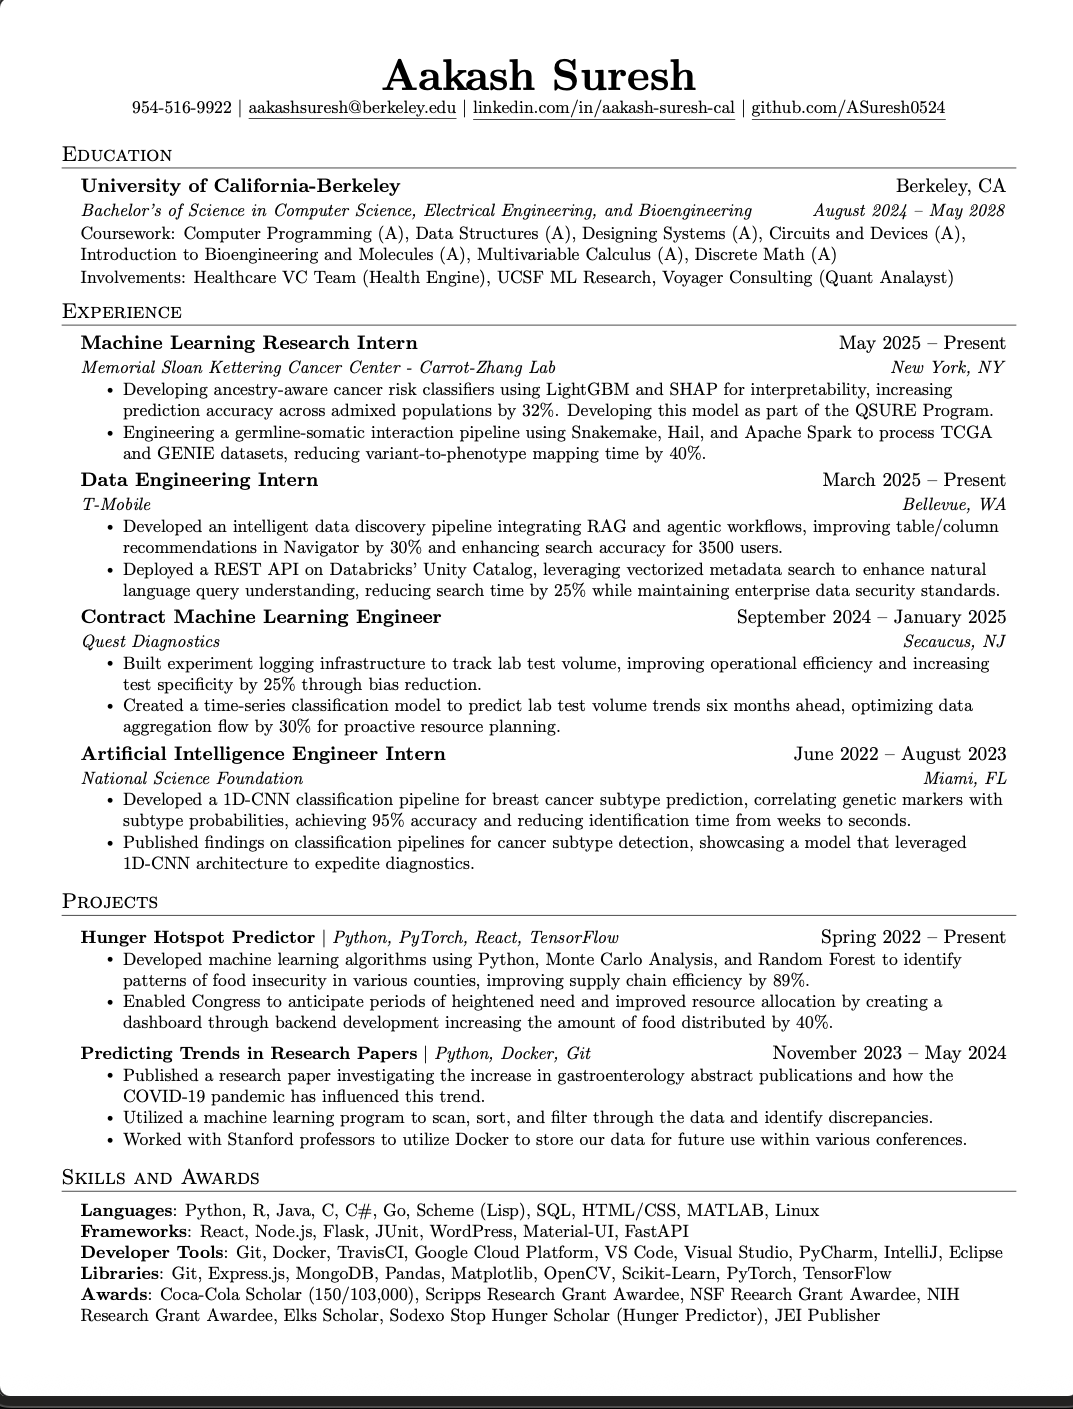 Aakash Suresh
954-516-9922 | aakashsuresh@berkeley.edu | linkedin.com/in/aakash-suresh-cal | github.com/ASuresh0524
Education
University of California-Berkeley Berkeley, CA
Bachelor's of Science in Computer Science, Electrical Engineering, and Bioengineering August 2024 – May 2028
Coursework: Computer Programming (A), Data Structures (A), Designing Systems (A), Circuits and Devices (A),
Introduction to Bioengineering and Molecules (A), Multivariable Calculus (A), Discrete Math (A)
Involvements: Healthcare VC Team (Health Engine), UCSF ML Research, Voyager Consulting (Quant Analayst)
Experience
Machine Learning Research Intern May 2025 – Present
Memorial Sloan Kettering Cancer Center - Carrot-Zhang Lab New York, NY
• Developing ancestry-aware cancer risk classifiers using LightGBM and SHAP for interpretability, increasing
prediction accuracy across admixed populations by 32%. Developing this model as part of the QSURE Program.
• Engineering a germline-somatic interaction pipeline using Snakemake, Hail, and Apache Spark to process TCGA
and GENIE datasets, reducing variant-to-phenotype mapping time by 40%.
Data Engineering Intern March 2025 – Present
T-Mobile Bellevue, WA
• Developed an intelligent data discovery pipeline integrating RAG and agentic workflows, improving table/column
recommendations in Navigator by 30% and enhancing search accuracy for 3500 users.
• Deployed a REST API on Databricks' Unity Catalog, leveraging vectorized metadata search to enhance natural
language query understanding, reducing search time by 25% while maintaining enterprise data security standards.
Contract Machine Learning Engineer September 2024 – January 2025
Quest Diagnostics Secaucus, NJ
• Built experiment logging infrastructure to track lab test volume, improving operational efficiency and increasing
test specificity by 25% through bias reduction.
• Created a time-series classification model to predict lab test volume trends six months ahead, optimizing data
aggregation flow by 30% for proactive resource planning.
Artificial Intelligence Engineer Intern June 2022 – August 2023
National Science Foundation Miami, FL
• Developed a 1D-CNN classification pipeline for breast cancer subtype prediction, correlating genetic markers with
subtype probabilities, achieving 95% accuracy and reducing identification time from weeks to seconds.
• Published findings on classification pipelines for cancer subtype detection, showcasing a model that leveraged
1D-CNN architecture to expedite diagnostics.
Projects
Hunger Hotspot Predictor | Python, PyTorch, React, TensorFlow Spring 2022 – Present
• Developed machine learning algorithms using Python, Monte Carlo Analysis, and Random Forest to identify
patterns of food insecurity in various counties, improving supply chain efficiency by 89%.
• Enabled Congress to anticipate periods of heightened need and improved resource allocation by creating a
dashboard through backend development increasing the amount of food distributed by 40%.
Predicting Trends in Research Papers | Python, Docker, Git November 2023 – May 2024
• Published a research paper investigating the increase in gastroenterology abstract publications and how the
COVID-19 pandemic has influenced this trend.
• Utilized a machine learning program to scan, sort, and filter through the data and identify discrepancies.
• Worked with Stanford professors to utilize Docker to store our data for future use within various conferences.
Skills and Awards
Languages: Python, R, Java, C, C#, Go, Scheme (Lisp), SQL, HTML/CSS, MATLAB, Linux
Frameworks: React, Node.js, Flask, JUnit, WordPress, Material-UI, FastAPI
Developer Tools: Git, Docker, TravisCI, Google Cloud Platform, VS Code, Visual Studio, PyCharm, IntelliJ, Eclipse
Libraries: Git, Express.js, MongoDB, Pandas, Matplotlib, OpenCV, Scikit-Learn, PyTorch, TensorFlow
Awards: Coca-Cola Scholar (150/103,000), Scripps Research Grant Awardee, NSF Reearch Grant Awardee, NIH
Research Grant Awardee, Elks Scholar, Sodexo Stop Hunger Scholar (Hunger Predictor), JEI Publisher